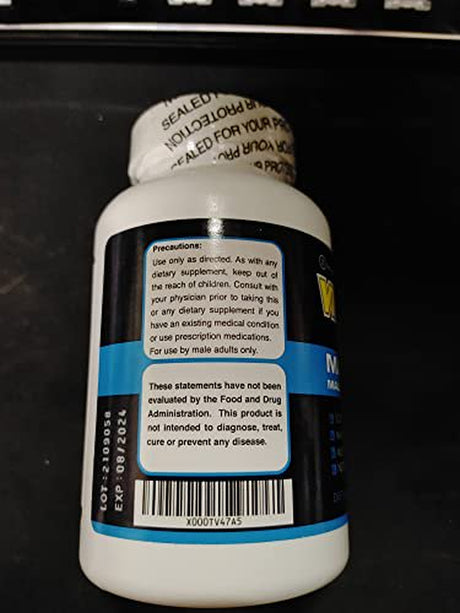 SEALED
SEALED FOR YOUR PRO
Precautions:
Use only as directed. As with any
dietary supplement, keep out of
the reach of children. Consult with
your physician prior to taking this
or any dietary supplement if you
have an existing medical condition
or use prescription medications.
For use by male adults only.
These statements have not been
evaluated by the Food and Drug
Administration. This product is
not intended to diagnose, treat,
cure or prevent any disease.
LOT : 2109058
EXP : 08/2024
X000TV47A5